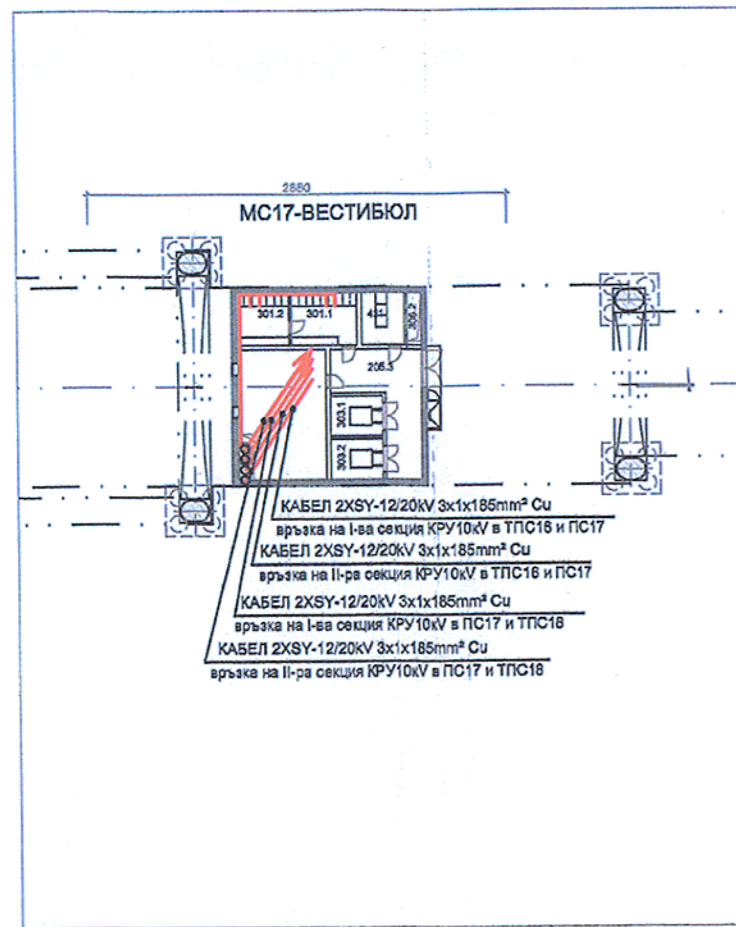 2880
МС17-ВЕСТИБЮЛ
301.2
301.1
306.2
205.3
303.1
303.2
КАБЕЛ 2XSY-12/20kV 3x1x185mm² Cu
връзка на I-ва секция КРУ10kV в ТПС16 и ПС17
КАБЕЛ 2XSY-12/20kV 3x1x185mm² Cu
връзка на II-ра секция КРУ10kV в ТПС16 и ПС17
КАБЕЛ 2XSY-12/20kV 3x1x185mm² Cu
връзка на I-ва секция КРУ10kV в ПС17 и ТПС18
КАБЕЛ 2XSY-12/20kV 3x1x185mm² Cu
връзка на II-ра секция КРУ10kV в ПС17 и ТПС18